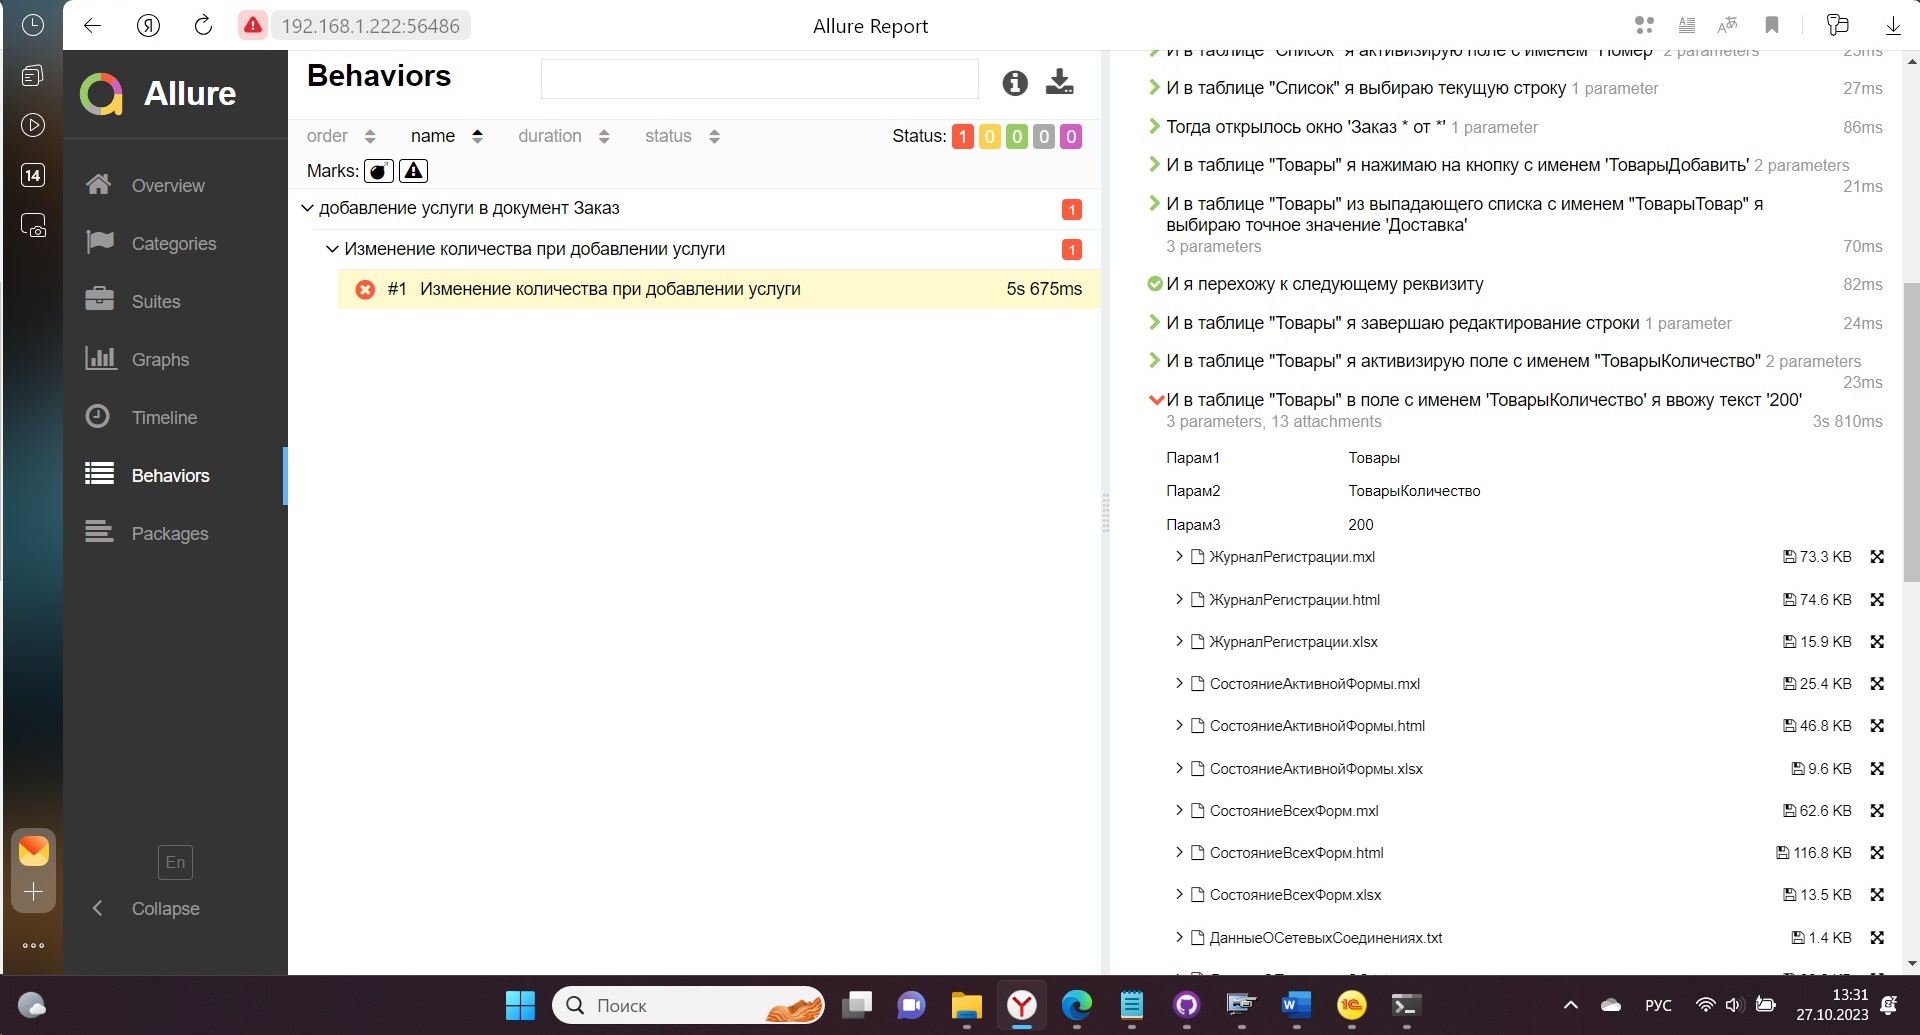 192.168.1.222:56486
Allure Report
14
Allure
Overview
Categories
Suites
Graphs
Timeline
Behaviors
Packages
En
Collapse
Behaviors
order name duration status Status: 1 0 0 0 0
Marks:
добавление услуги в документ Заказ 1
Изменение количества при добавлении услуги 1
#1 Изменение количества при добавлении услуги 5s 675ms
И в таблице "Список" я активизирую поле с именем "Номер" 2 parameters 25ms
И в таблице "Список" я выбираю текущую строку 1 parameter 27ms
Тогда открылось окно 'Заказ * от *' 1 parameter 86ms
И в таблице "Товары" я нажимаю на кнопку с именем 'ТоварыДобавить' 2 parameters
21ms
И в таблице "Товары" из выпадающего списка с именем "ТоварыТовар" я
выбираю точное значение 'Доставка'
3 parameters 70ms
И я перехожу к следующему реквизиту 82ms
И в таблице "Товары" я завершаю редактирование строки 1 parameter 24ms
И в таблице "Товары" я активизирую поле с именем "ТоварыКоличество" 2 parameters
23ms
И в таблице "Товары" в поле с именем 'ТоварыКоличество' я ввожу текст '200'
3 parameters, 13 attachments 3s 810ms
Парам1 Товары
Парам2 ТоварыКоличество
Парам3 200
ЖурналРегистрации.mxl 73.3 KB
ЖурналРегистрации.html 74.6 KB
ЖурналРегистрации.xlsx 15.9 KB
СостояниеАктивнойФормы.mxl 25.4 KB
СостояниеАктивнойФормы.html 46.8 KB
СостояниеАктивнойФормы.xlsx 9.6 KB
СостояниеВсехФорм.mxl 62.6 KB
СостояниеВсехФорм.html 116.8 KB
СостояниеВсехФорм.xlsx 13.5 KB
ДанныеОСетевыхСоединениях.txt 1.4 KB
Поиск
РУС
13:31
27.10.2023